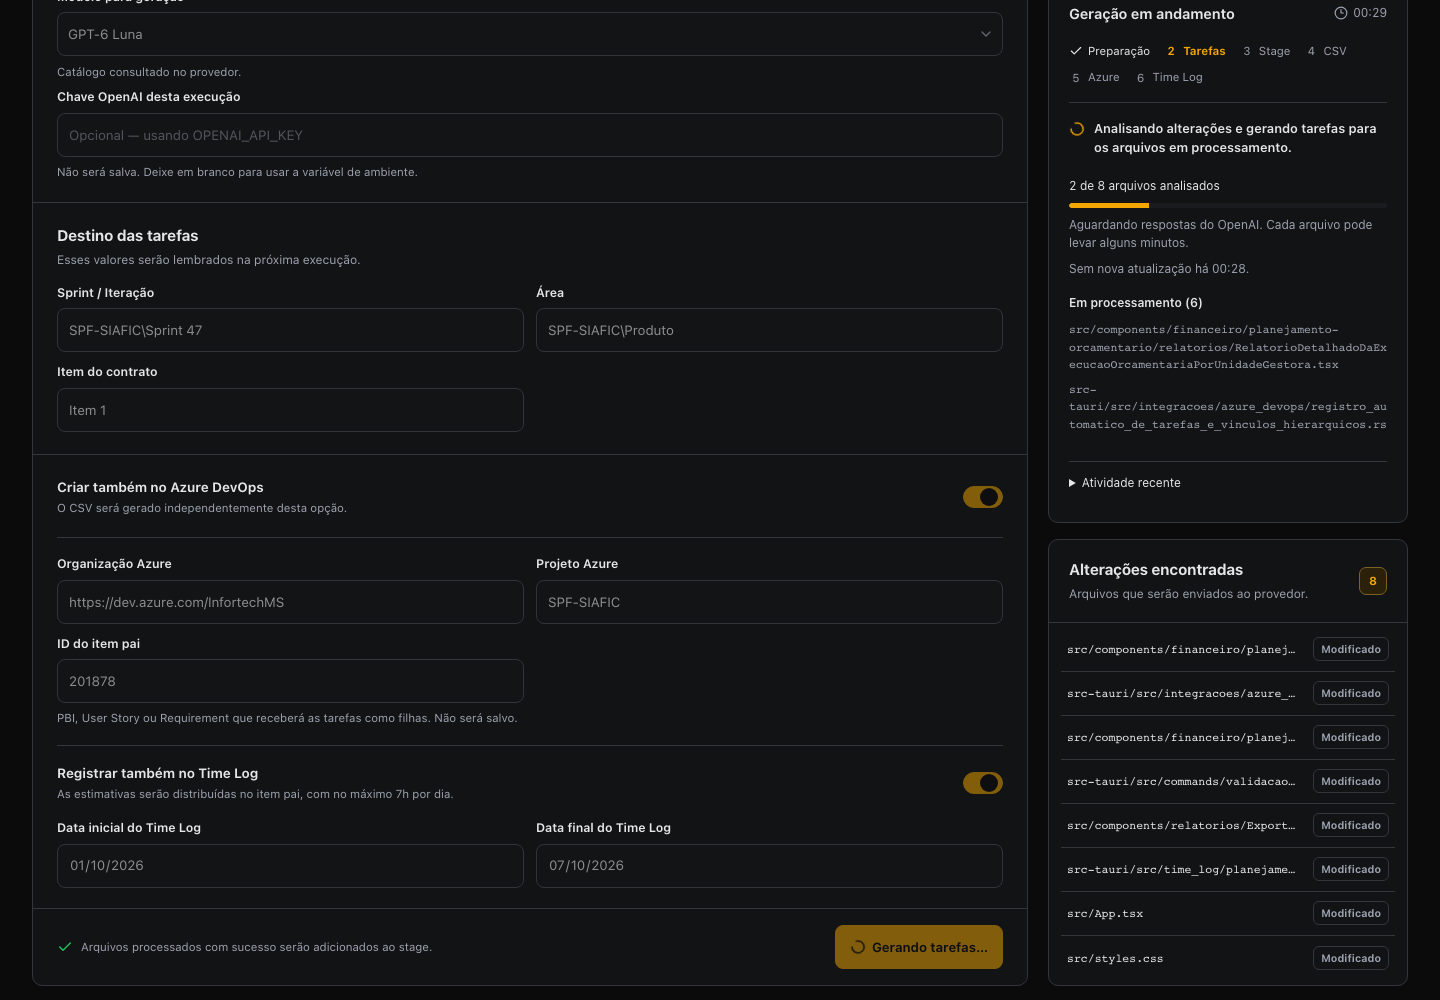 GPT-6 Luna
Catálogo consultado no provedor.
Chave OpenAI desta execução
Opcional — usando OPENAI_API_KEY
Não será salva. Deixe em branco para usar a variável de ambiente.
Destino das tarefas
Esses valores serão lembrados na próxima execução.
Sprint / Iteração
Área
SPF-SIAFIC\Sprint 47
SPF-SIAFIC\Produto
Item do contrato
Item 1
Criar também no Azure DevOps
O CSV será gerado independentemente desta opção.
Organização Azure
Projeto Azure
https://dev.azure.com/InfortechMS
SPF-SIAFIC
ID do item pai
201878
PBI, User Story ou Requirement que receberá as tarefas como filhas. Não será salvo.
Registrar também no Time Log
As estimativas serão distribuídas no item pai, com no máximo 7h por dia.
Data inicial do Time Log
Data final do Time Log
01/10/2026
07/10/2026
Arquivos processados com sucesso serão adicionados ao stage.
Gerando tarefas...
Geração em andamento
00:29
Preparação 2 Tarefas 3 Stage 4 CSV
5 Azure 6 Time Log
Analisando alterações e gerando tarefas para
os arquivos em processamento.
2 de 8 arquivos analisados
Aguardando respostas do OpenAI. Cada arquivo pode
levar alguns minutos.
Sem nova atualização há 00:28.
Em processamento (6)
src/components/financeiro/planejamento-
orcamentario/relatorios/RelatorioDetalhadoDaEx
ecucaoOrcamentariaPorUnidadeGestora.tsx
src-
tauri/src/integracoes/azure_devops/registro_au
tomatico_de_tarefas_e_vinculos_hierarquicos.rs
Atividade recente
Alterações encontradas
8
Arquivos que serão enviados ao provedor.
src/components/financeiro/planej… Modificado
src-tauri/src/integracoes/azure_… Modificado
src/components/financeiro/planej… Modificado
src-tauri/src/commands/validacao… Modificado
src/components/relatorios/Export… Modificado
src-tauri/src/time_log/planejame… Modificado
src/App.tsx Modificado
src/styles.css Modificado